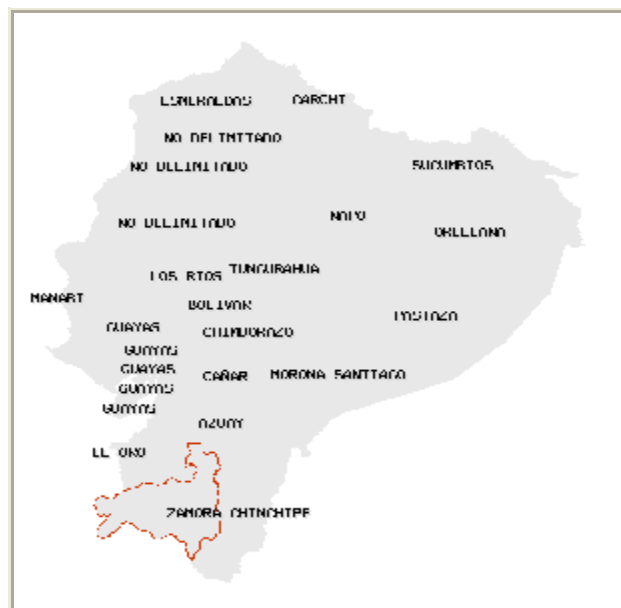 ESMERALDAS
CARCHI
NO DELIMITADO
NO DELIMITADO
SUCUMBIOS
NO DELIMITADO
NAPO
ORELLANA
LOS RIOS
TUNGURAHUA
MANABI
BOLIVAR
PASTAZA
GUAYAS
CHIMBORAZO
GUAYAS
GUAYAS
CAÑAR
MORONA SANTIAGO
GUAYAS
GUAYAS
AZUAY
EL ORO
ZAMORA CHINCHIPE